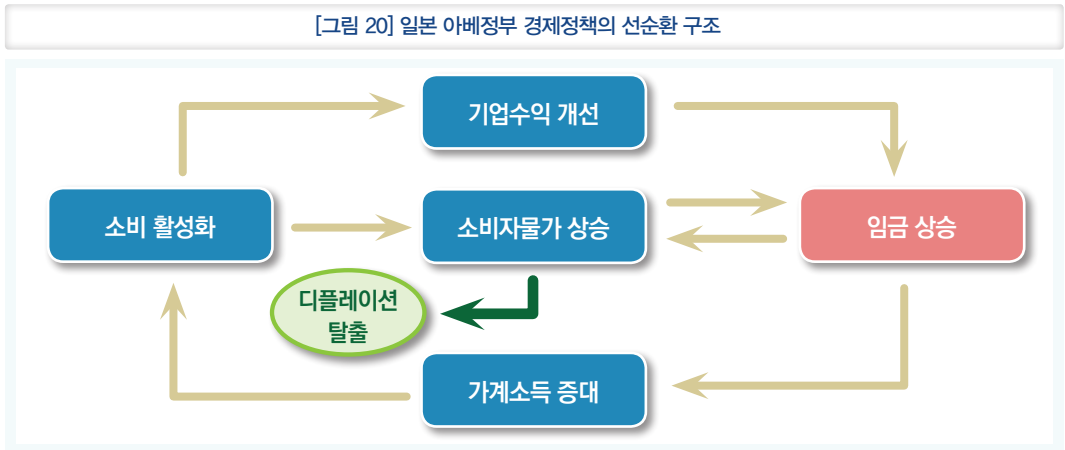 [그림 20] 일본 아베정부 경제정책의 선순환 구조
기업수익 개선
소비 활성화
소비자물가 상승
임금 상승
디플레이션
탈출
가계소득 증대